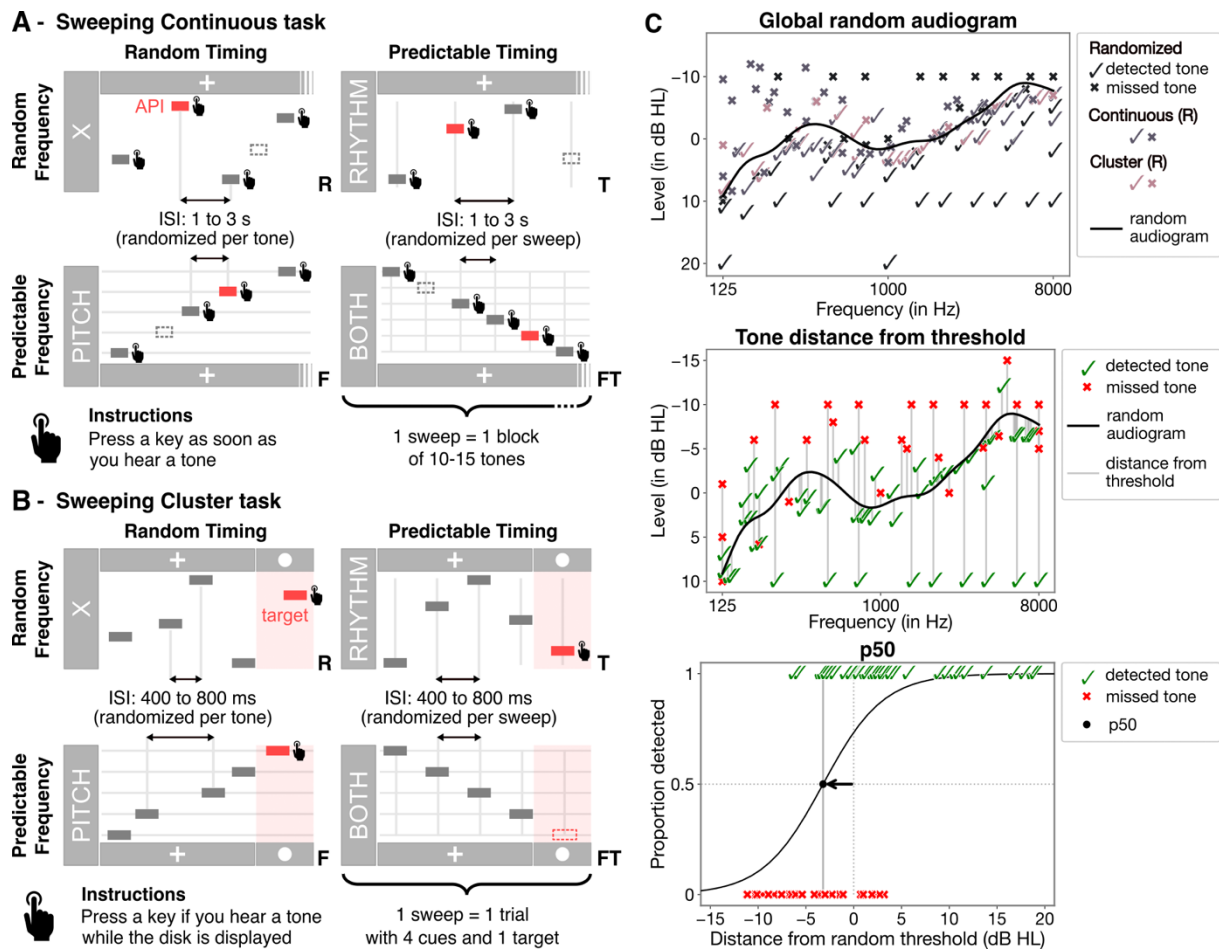 A - Sweeping Continuous task
Random Timing
Predictable Timing
Random
Frequency
X
API
R
RHYTHM
T
ISI: 1 to 3 s
(randomized per tone)
ISI: 1 to 3 s
(randomized per sweep)
Predictable
Frequency
PITCH
F
BOTH
FT
Instructions
Press a key as soon as
you hear a tone
1 sweep = 1 block
of 10-15 tones
B - Sweeping Cluster task
Random Timing
Predictable Timing
Random
Frequency
X
target
R
RHYTHM
T
ISI: 400 to 800 ms
(randomized per tone)
ISI: 400 to 800 ms
(randomized per sweep)
Predictable
Frequency
PITCH
F
BOTH
FT
Instructions
Press a key if you hear a tone
while the disk is displayed
1 sweep = 1 trial
with 4 cues and 1 target
C
Global random audiogram
Level (in dB HL)
-10
0
10
20
125
1000
8000
Frequency (in Hz)
Randomized
detected tone
missed tone
Continuous (R)
Cluster (R)
random
audiogram
Tone distance from threshold
Level (in dB HL)
-15
-10
-5
0
5
10
125
1000
8000
Frequency (in Hz)
detected tone
missed tone
random
audiogram
distance from
threshold
p50
Proportion detected
1
0.5
0
-15
-10
-5
0
5
10
15
20
Distance from random threshold (dB HL)
detected tone
missed tone
p50